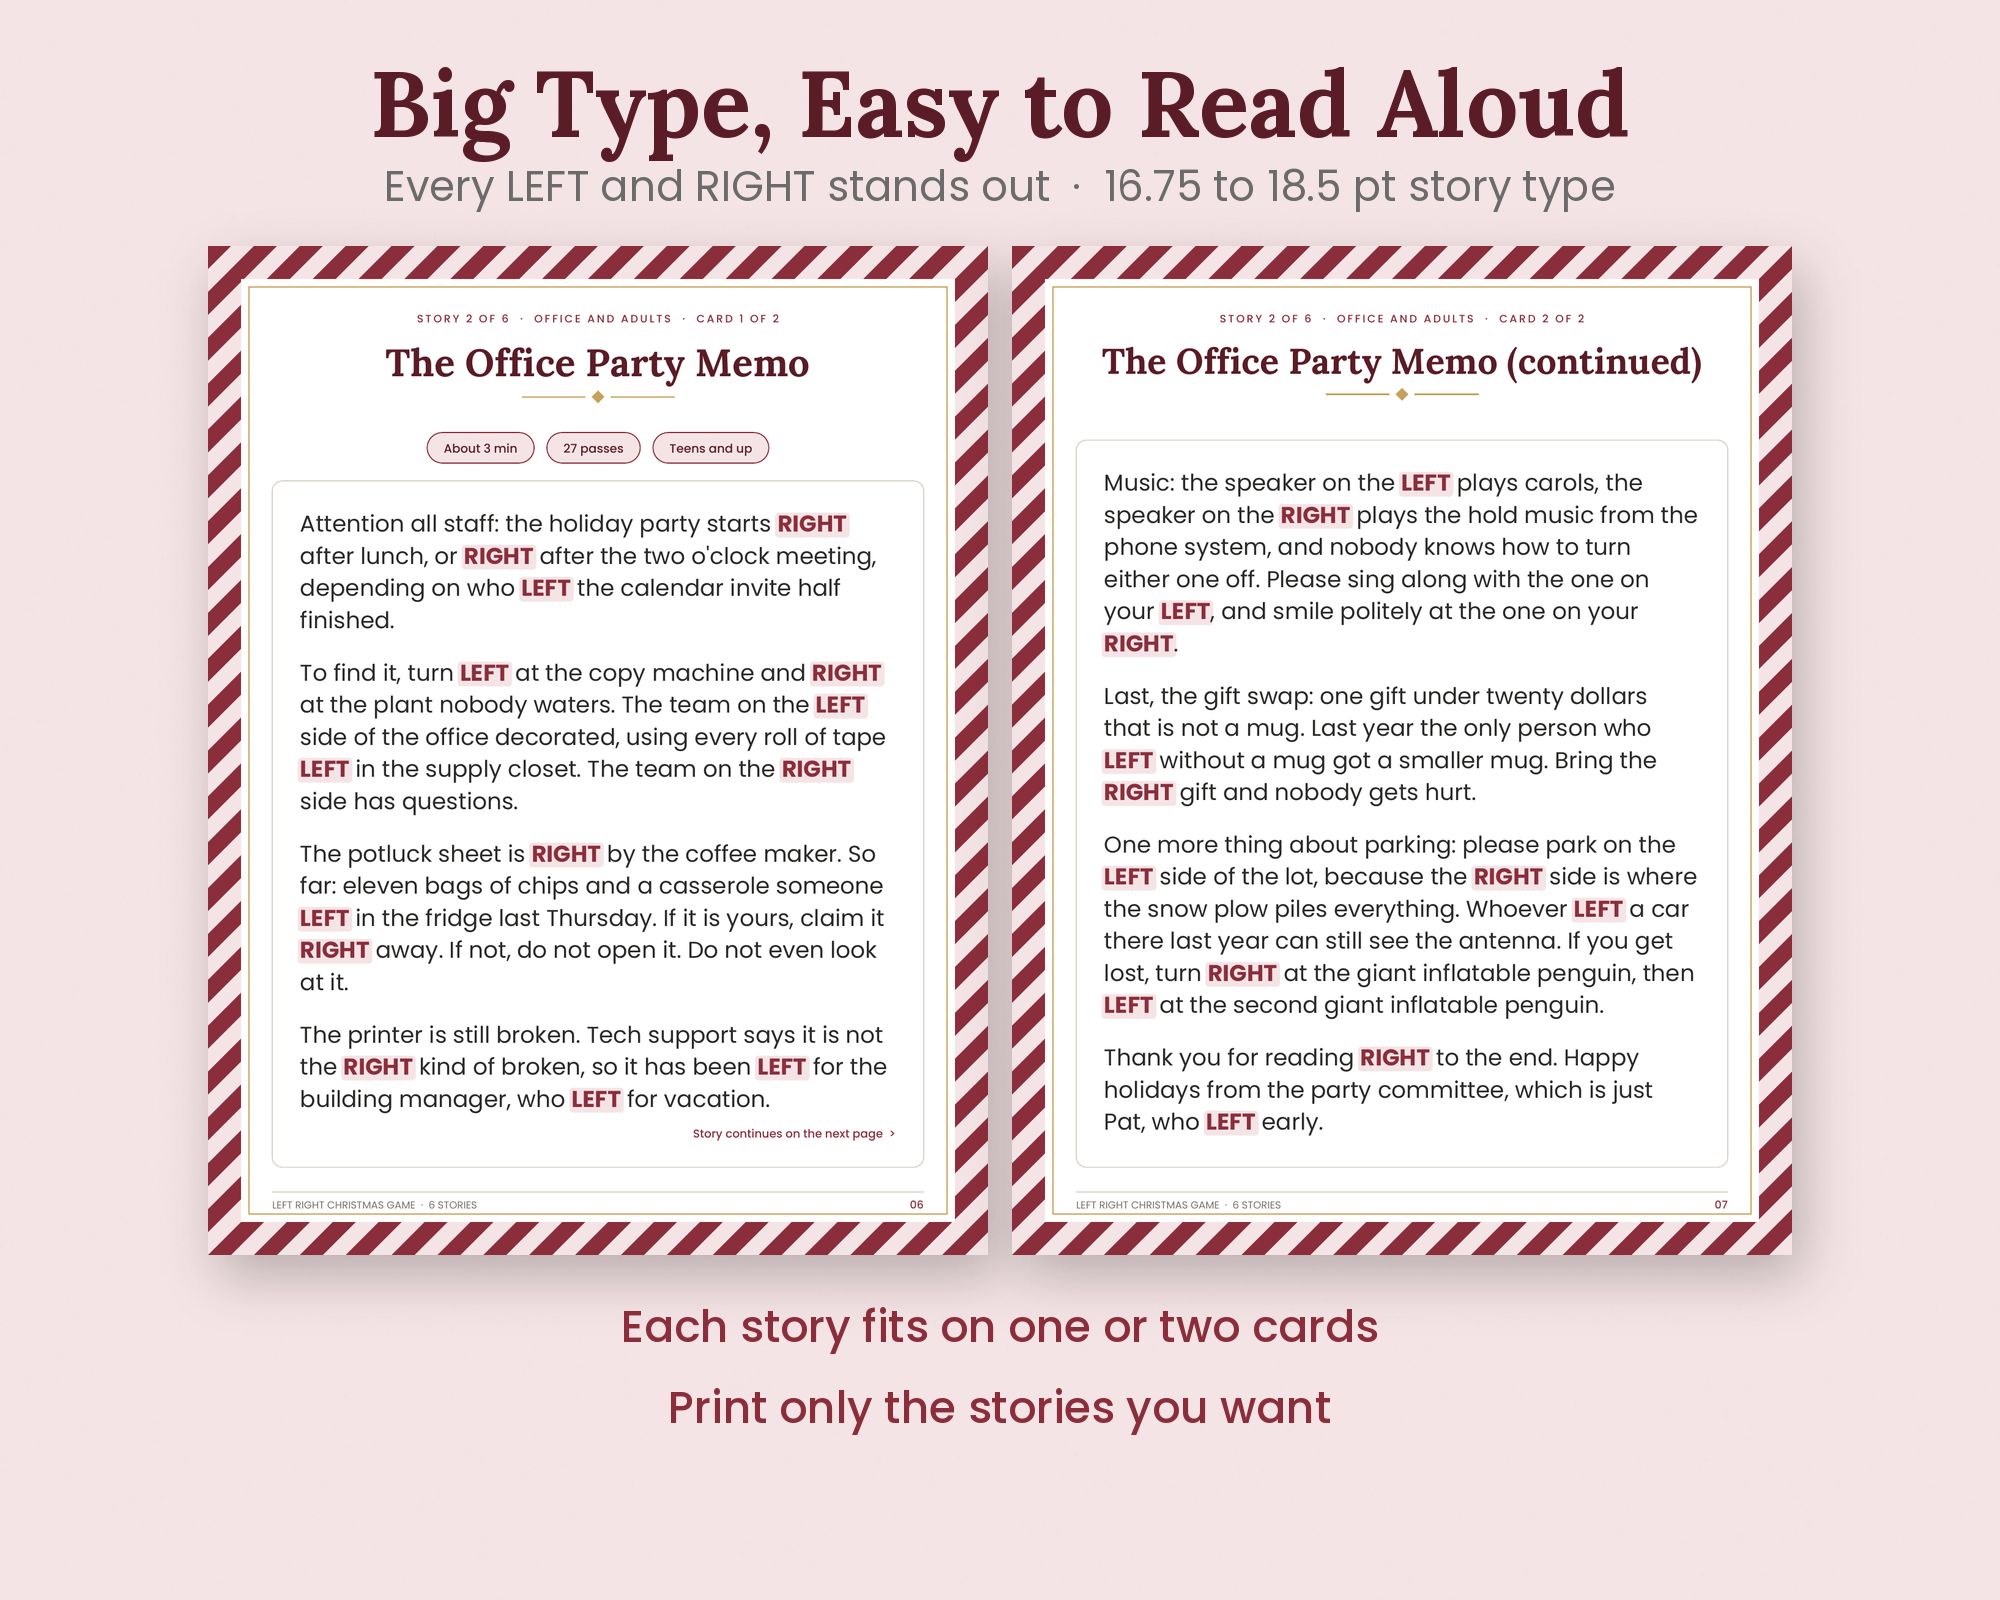 Big Type, Easy to Read Aloud
Every LEFT and RIGHT stands out · 16.75 to 18.5 pt story type
STORY 2 OF 6 · OFFICE AND ADULTS · CARD 1 OF 2
The Office Party Memo
About 3 min
27 passes
Teens and up
Attention all staff: the holiday party starts RIGHT
after lunch, or RIGHT after the two o'clock meeting,
depending on who LEFT the calendar invite half
finished.
To find it, turn LEFT at the copy machine and RIGHT
at the plant nobody waters. The team on the LEFT
side of the office decorated, using every roll of tape
LEFT in the supply closet. The team on the RIGHT
side has questions.
The potluck sheet is RIGHT by the coffee maker. So
far: eleven bags of chips and a casserole someone
LEFT in the fridge last Thursday. If it is yours, claim it
RIGHT away. If not, do not open it. Do not even look
at it.
The printer is still broken. Tech support says it is not
the RIGHT kind of broken, so it has been LEFT for the
building manager, who LEFT for vacation.
Story continues on the next page >
LEFT RIGHT CHRISTMAS GAME · 6 STORIES
06
STORY 2 OF 6 · OFFICE AND ADULTS · CARD 2 OF 2
The Office Party Memo (continued)
Music: the speaker on the LEFT plays carols, the
speaker on the RIGHT plays the hold music from the
phone system, and nobody knows how to turn
either one off. Please sing along with the one on
your LEFT, and smile politely at the one on your
RIGHT.
Last, the gift swap: one gift under twenty dollars
that is not a mug. Last year the only person who
LEFT without a mug got a smaller mug. Bring the
RIGHT gift and nobody gets hurt.
One more thing about parking: please park on the
LEFT side of the lot, because the RIGHT side is where
the snow plow piles everything. Whoever LEFT a car
there last year can still see the antenna. If you get
lost, turn RIGHT at the giant inflatable penguin, then
LEFT at the second giant inflatable penguin.
Thank you for reading RIGHT to the end. Happy
holidays from the party committee, which is just
Pat, who LEFT early.
LEFT RIGHT CHRISTMAS GAME · 6 STORIES
07
Each story fits on one or two cards
Print only the stories you want